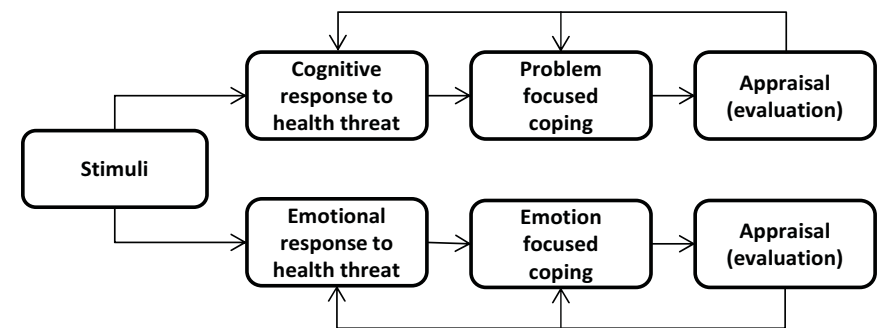 Cognitive
response to
health threat
Problem
focused
coping
Appraisal
(evaluation)
Stimuli
Emotional
response to
health threat
Emotion
focused
coping
Appraisal
(evaluation)